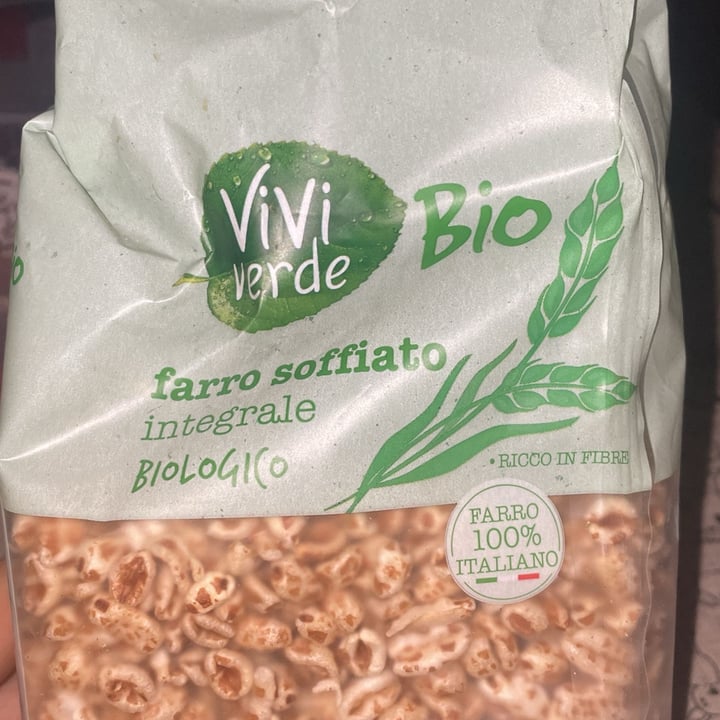 ViVi
verde
Bio
farro soffiato
integrale
BIOLOGICO
• RICCO IN FIBRE
FARRO
100%
ITALIANO